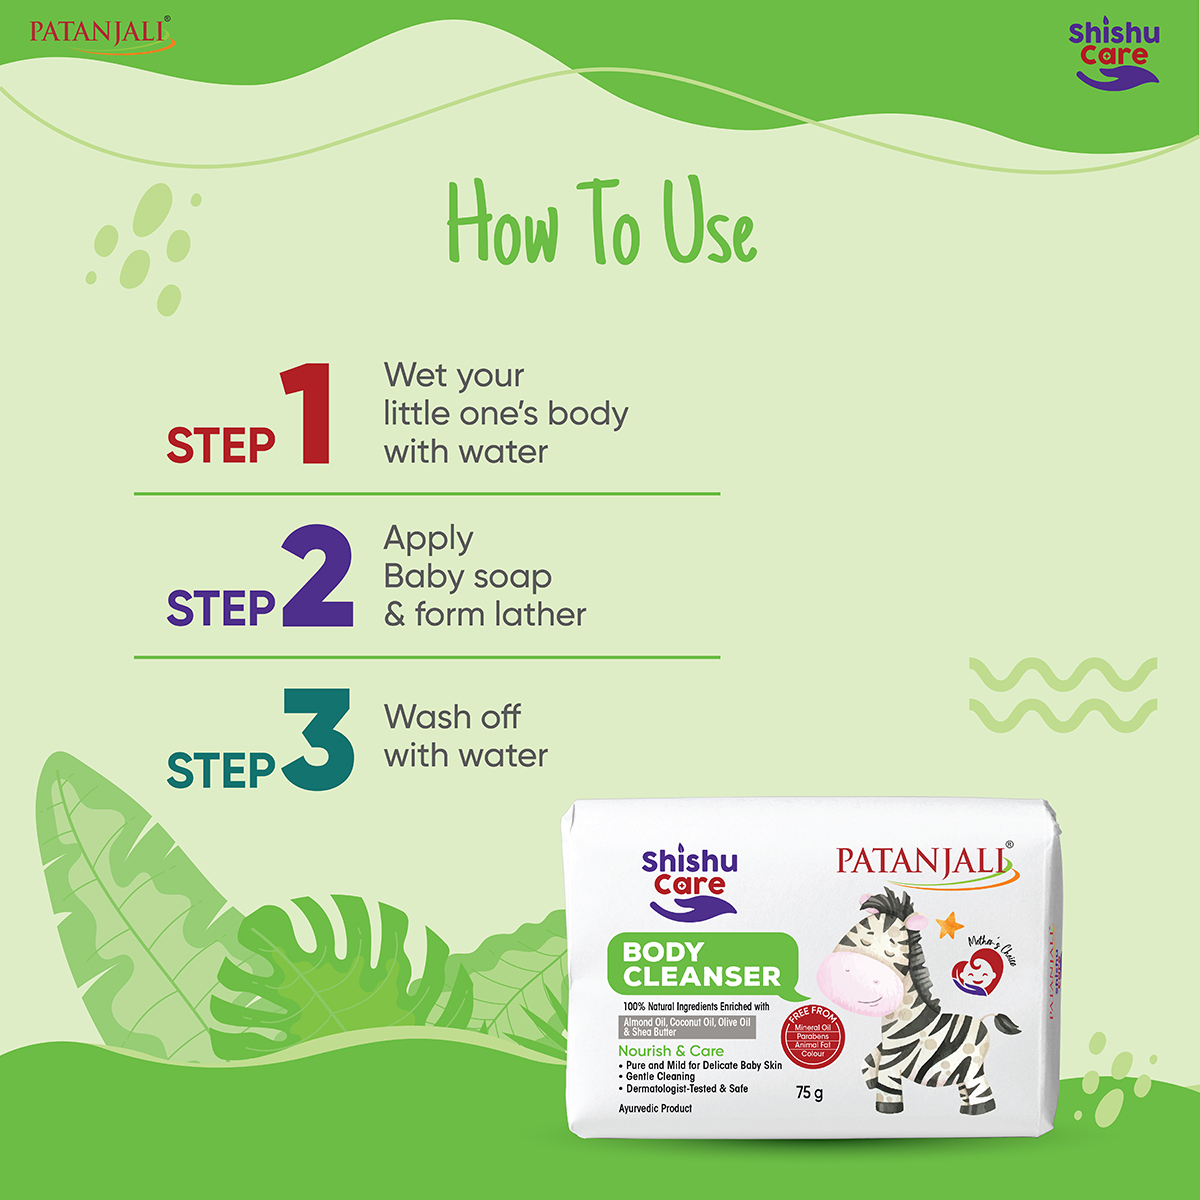 PATANJALI®
Shishu
Care
How To Use
STEP 1
Wet your
little one's body
with water
STEP 2
Apply
Baby soap
& form lather
STEP 3
Wash off
with water
Shishu
Care
PATANJALI®
Mother's Choice
BODY
CLEANSER
100% Natural Ingredients Enriched with
Almond Oil, Coconut Oil, Olive Oil
& Shea Butter
FREE FROM
Mineral Oil
Parabens
Animal Fat
Colour
Nourish & Care
• Pure and Mild for Delicate Baby Skin
• Gentle Cleaning
• Dermatologist-Tested & Safe
75 g
Ayurvedic Product
PATANJALI